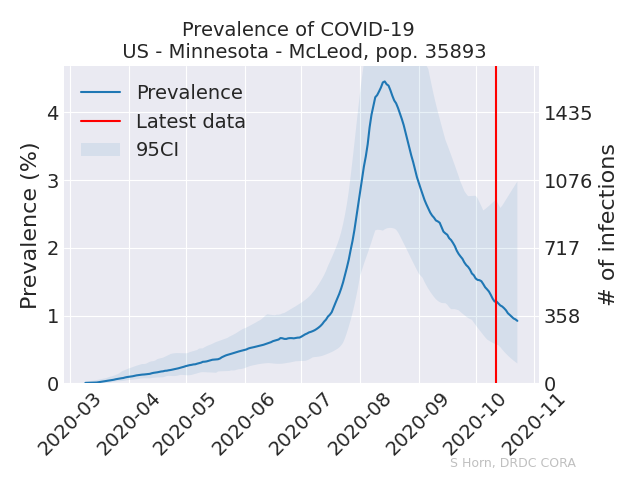 Prevalence of COVID-19
US - Minnesota - McLeod, pop. 35893
Prevalence
Latest data
95CI
Prevalence (%)
4
3
2
1
0
1435
1076
717
358
0
# of infections
2020-03
2020-04
2020-05
2020-06
2020-07
2020-08
2020-09
2020-10
2020-11
S Horn, DRDC CORA